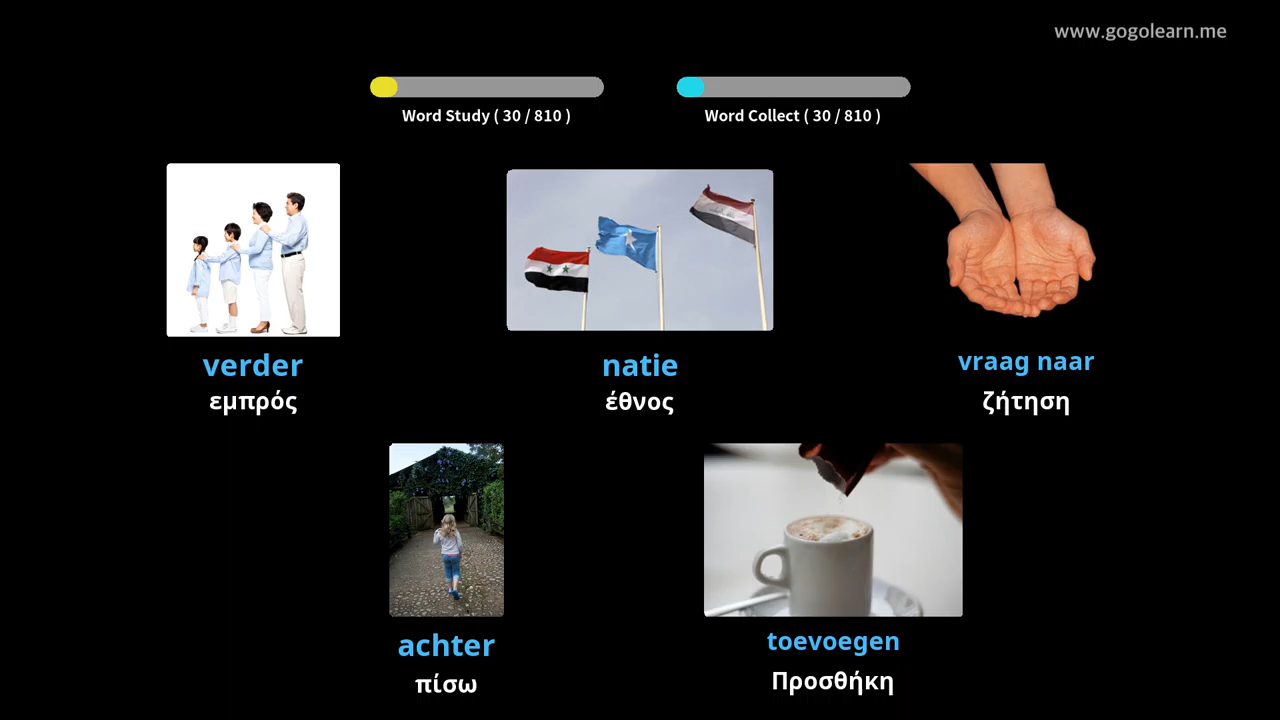 www.gogolearn.me
Word Study ( 30 / 810 )
Word Collect ( 30 / 810 )
verder
εμπρός
natie
έθνος
vraag naar
ζήτηση
achter
πίσω
toevoegen
Προσθήκη